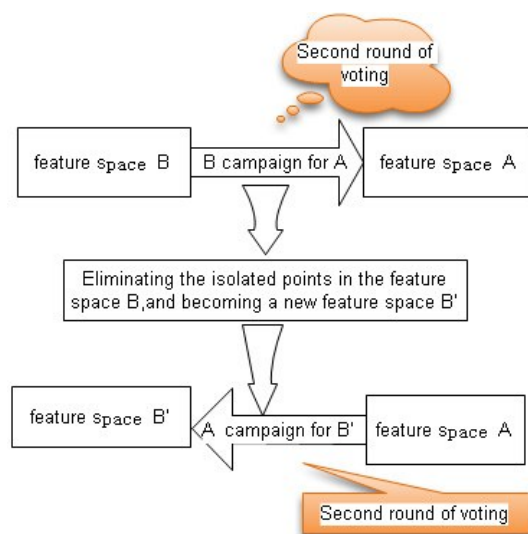 Second round of
voting
feature space B
B campaign for A
feature space A
Eliminating the isolated points in the feature
space B,and becoming a new feature space B'
feature space B'
A campaign for B'
feature space A
Second round of voting